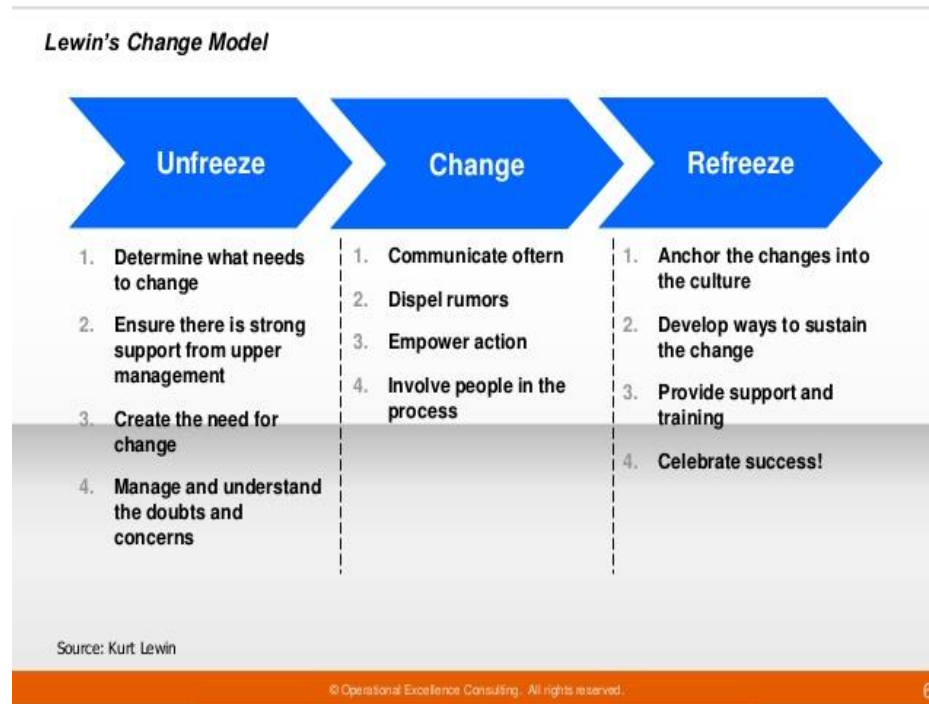 Lewin's Change Model
Unfreeze
Change
Refreeze
1. Determine what needs
to change
2. Ensure there is strong
support from upper
management
3. Create the need for
change
4. Manage and understand
the doubts and
concerns
1. Communicate oftern
2. Dispel rumors
3. Empower action
4. Involve people in the
process
1. Anchor the changes into
the culture
2. Develop ways to sustain
the change
3. Provide support and
training
4. Celebrate success!
Source: Kurt Lewin
© Operational Excellence Consulting. All rights reserved.
6